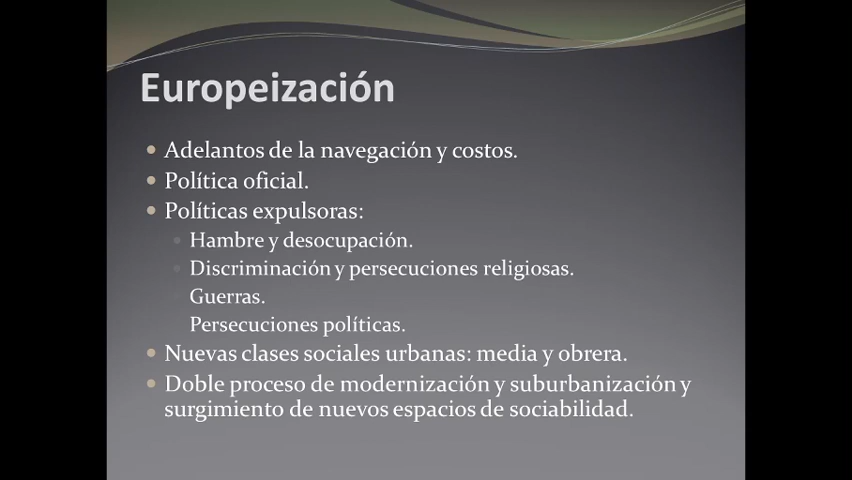 Europeización
Adelantos de la navegación y costos.
Política oficial.
Políticas expulsoras:
Hambre y desocupación.
Discriminación y persecuciones religiosas.
Guerras.
Persecuciones políticas.
Nuevas clases sociales urbanas: media y obrera.
Doble proceso de modernización y suburbanización y
surgimiento de nuevos espacios de sociabilidad.